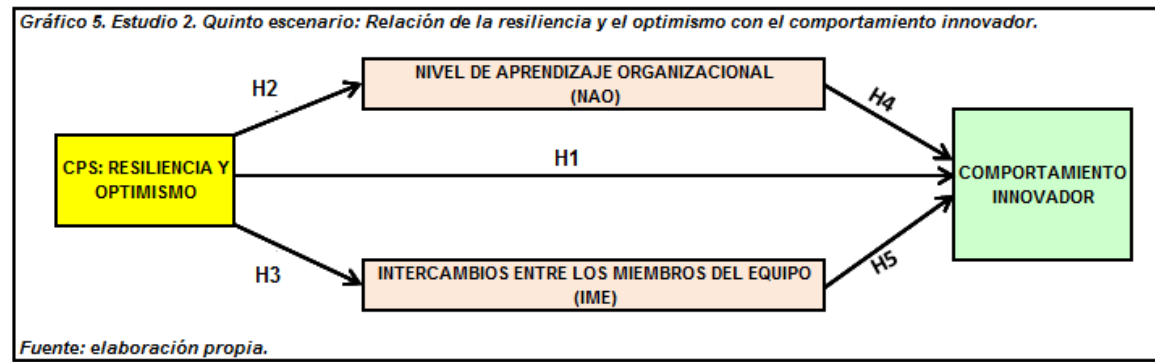 Gráfico 5. Estudio 2. Quinto escenario: Relación de la resiliencia y el optimismo con el comportamiento innovador.
NIVEL DE APRENDIZAJE ORGANIZACIONAL
(NAO)
H2
H4
CPS: RESILIENCIA Y
OPTIMISMO
H1
COMPORTAMIENTO
INNOVADOR
H3
INTERCAMBIOS ENTRE LOS MIEMBROS DEL EQUIPO
(IME)
H5
Fuente: elaboración propia.